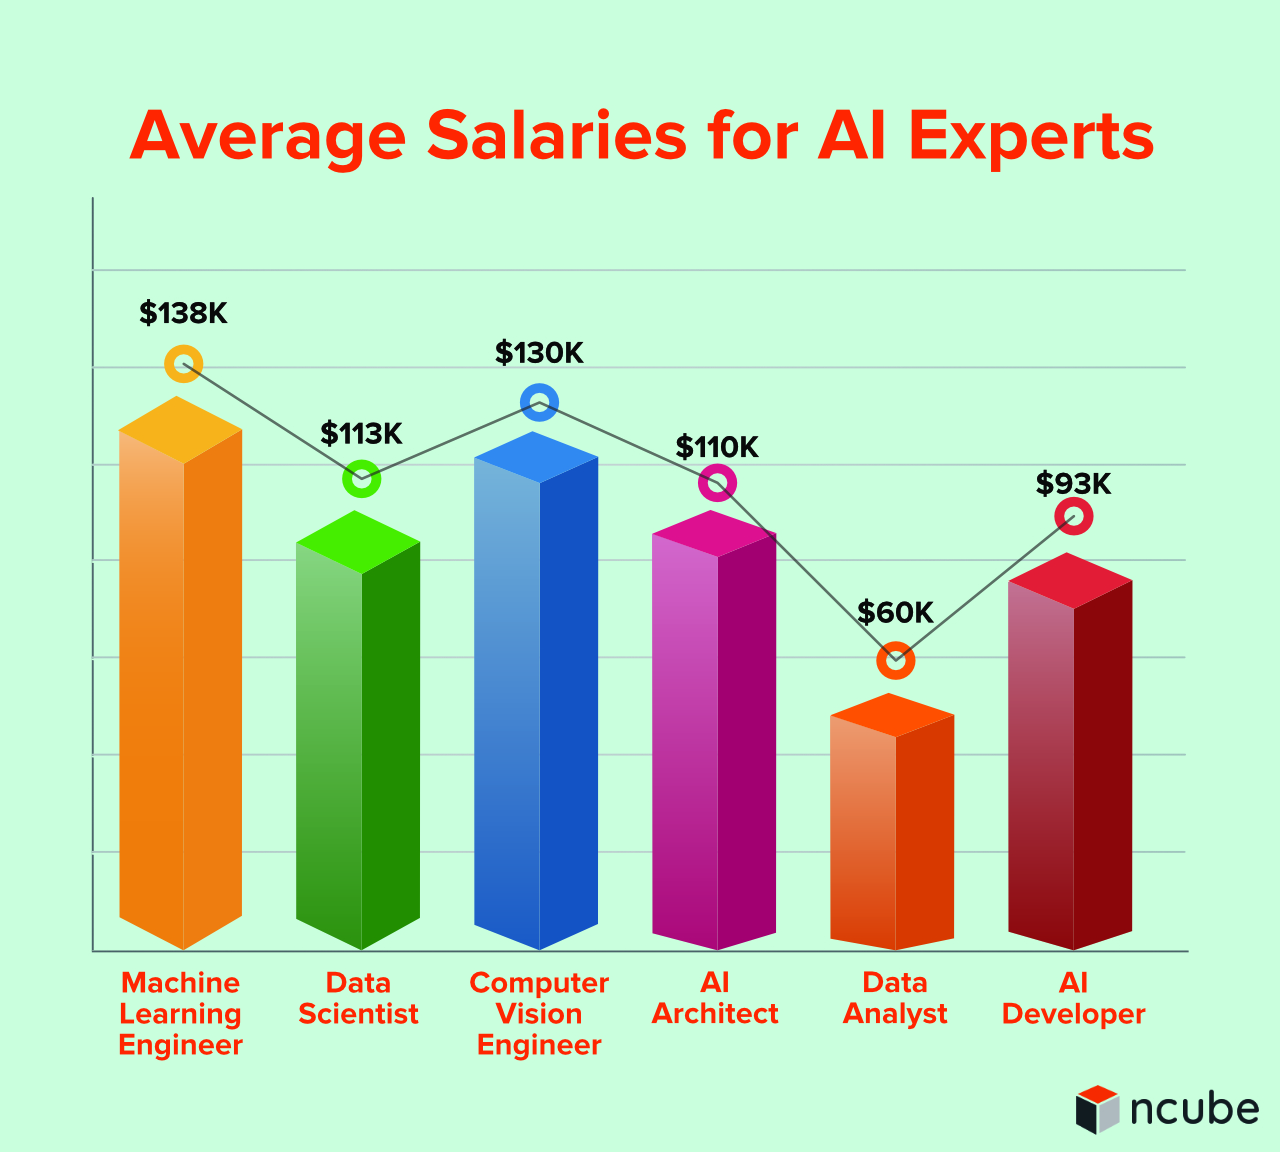 Average Salaries for AI Experts
$138K
$113K
$130K
$110K
$60K
$93K
Machine
Learning
Engineer
Data
Scientist
Computer
Vision
Engineer
AI
Architect
Data
Analyst
AI
Developer
ncube